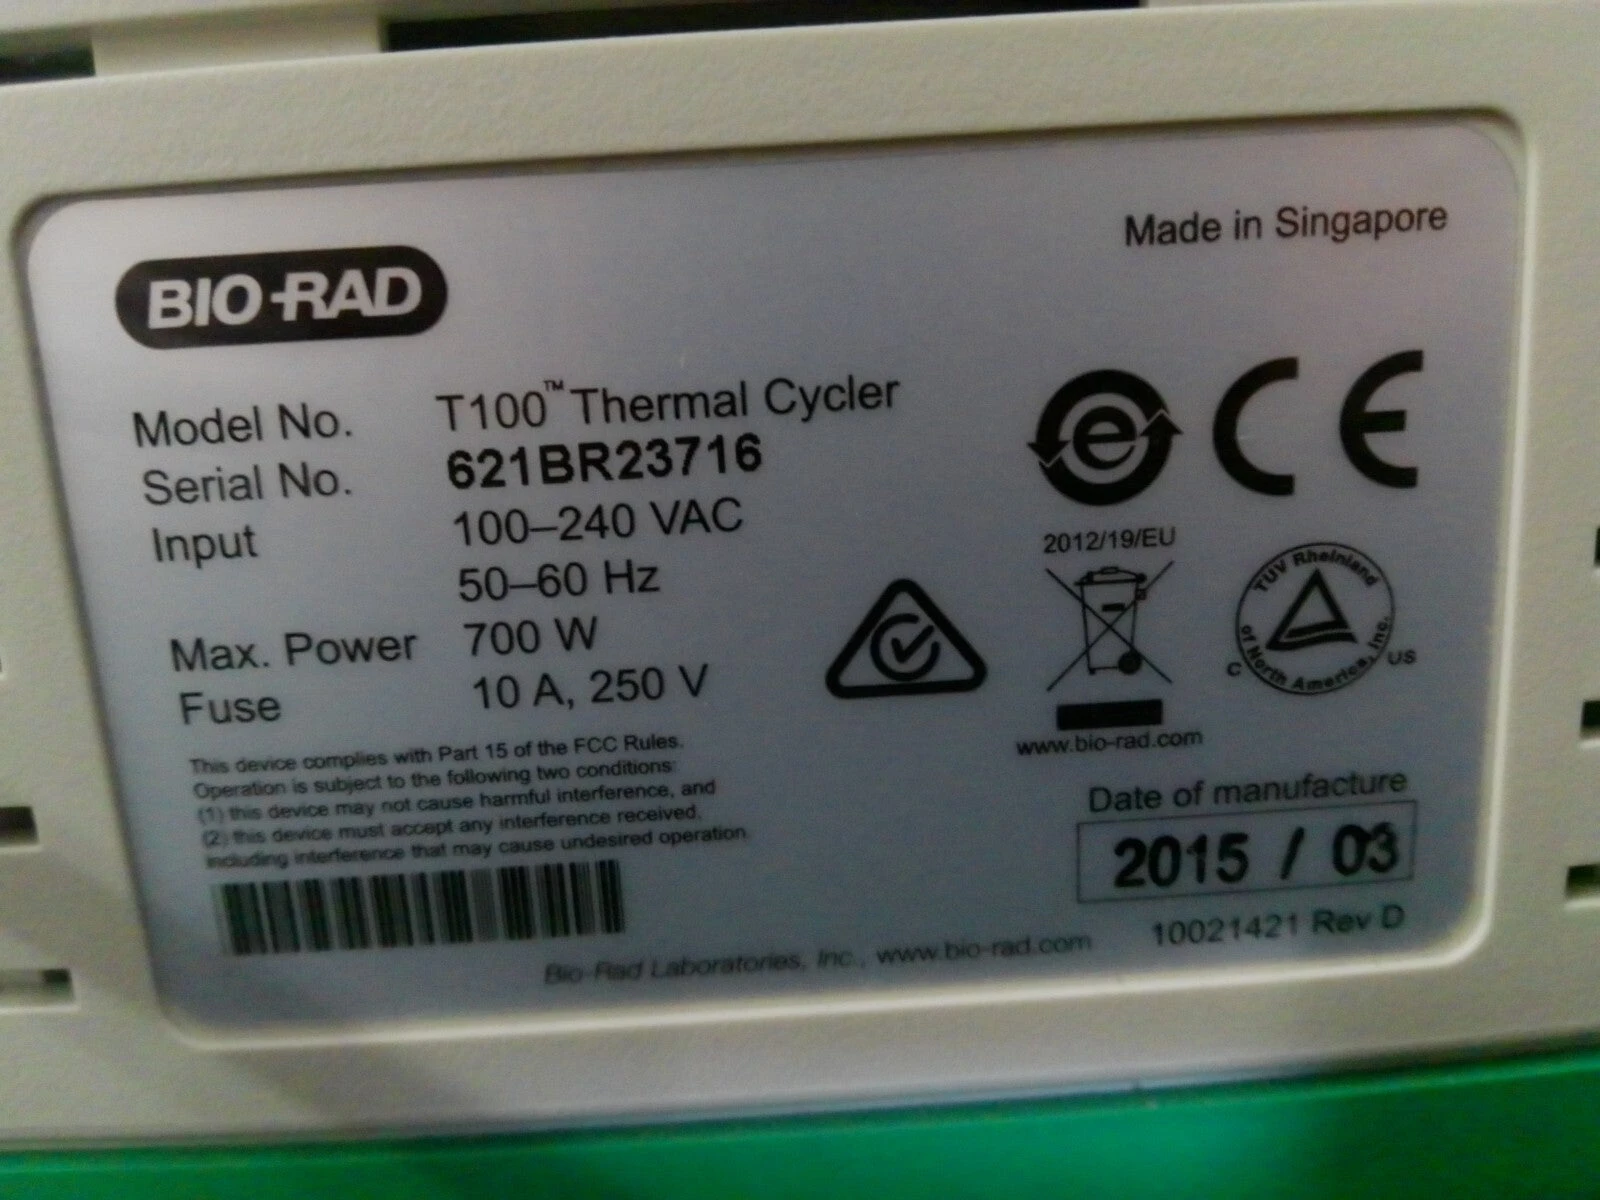 Made in Singapore
BIO-RAD
Model No. T100™ Thermal Cycler
Serial No. 621BR23716
Input 100–240 VAC
50–60 Hz
Max. Power 700 W
Fuse 10 A, 250 V
This device complies with Part 15 of the FCC Rules.
Operation is subject to the following two conditions:
(1) this device may not cause harmful interference, and
(2) this device must accept any interference received,
including interference that may cause undesired operation.
e
CE
2012/19/EU
TUV Rheinland
of North America, Inc.
C US
www.bio-rad.com
Date of manufacture
2015 / 03
10021421 Rev D
Bio-Rad Laboratories, Inc., www.bio-rad.com